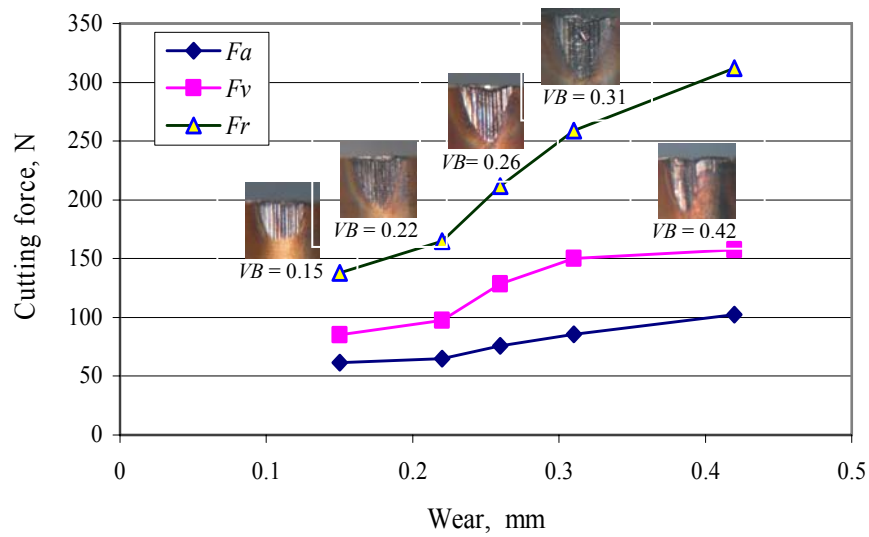 350
300
250
200
150
100
50
0
Cutting force, N
Fa
Fv
Fr
VB = 0.15
VB = 0.22
VB= 0.26
VB = 0.31
VB = 0.42
0 0.1 0.2 0.3 0.4 0.5
Wear, mm